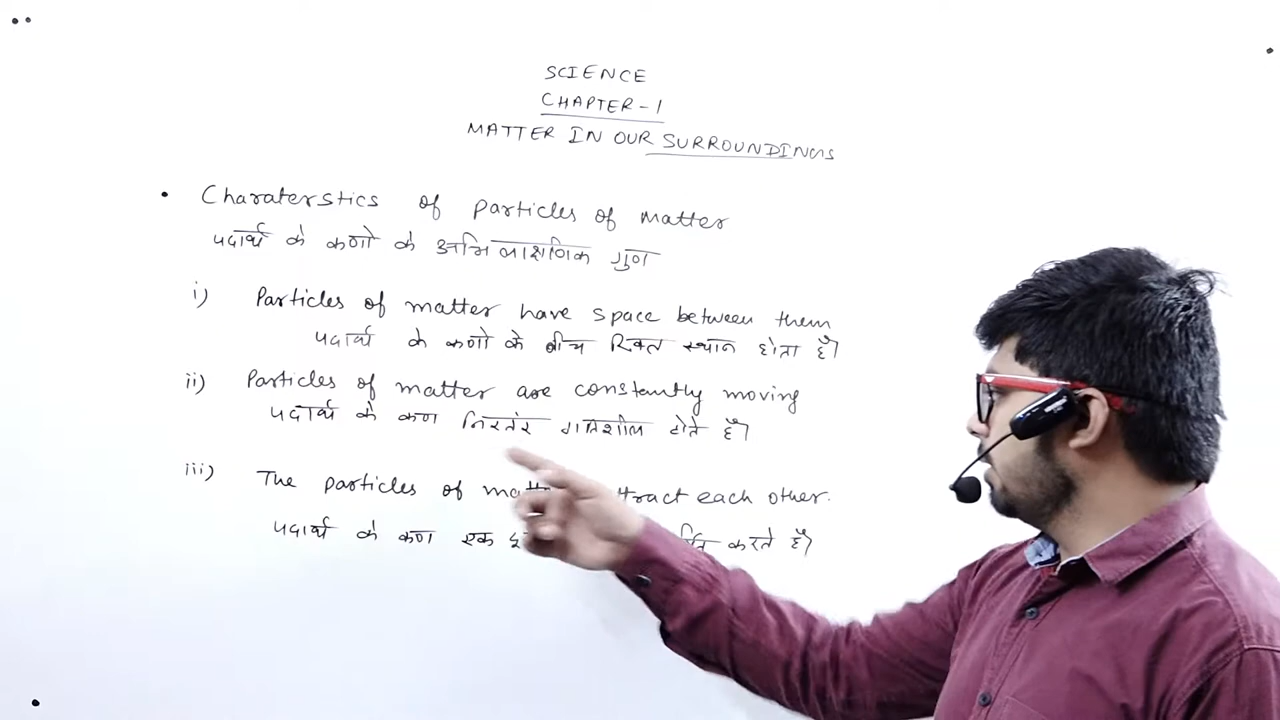 SCIENCE
CHAPTER-1
MATTER IN OUR SURROUNDINGS
• Charaterstics of particles of matter
पदार्थ के कणो के अभिलाक्षणिक गुण
i) Particles of matter have space between them
पदार्थ के कणो के बीच रिक्त स्थान होता है
ii) Particles of matter are constantly moving
पदार्थ के कण निरतंर गतिशील होते हैं
iii) The particles of attract each other.
पदार्थ के कण एक करते हैं